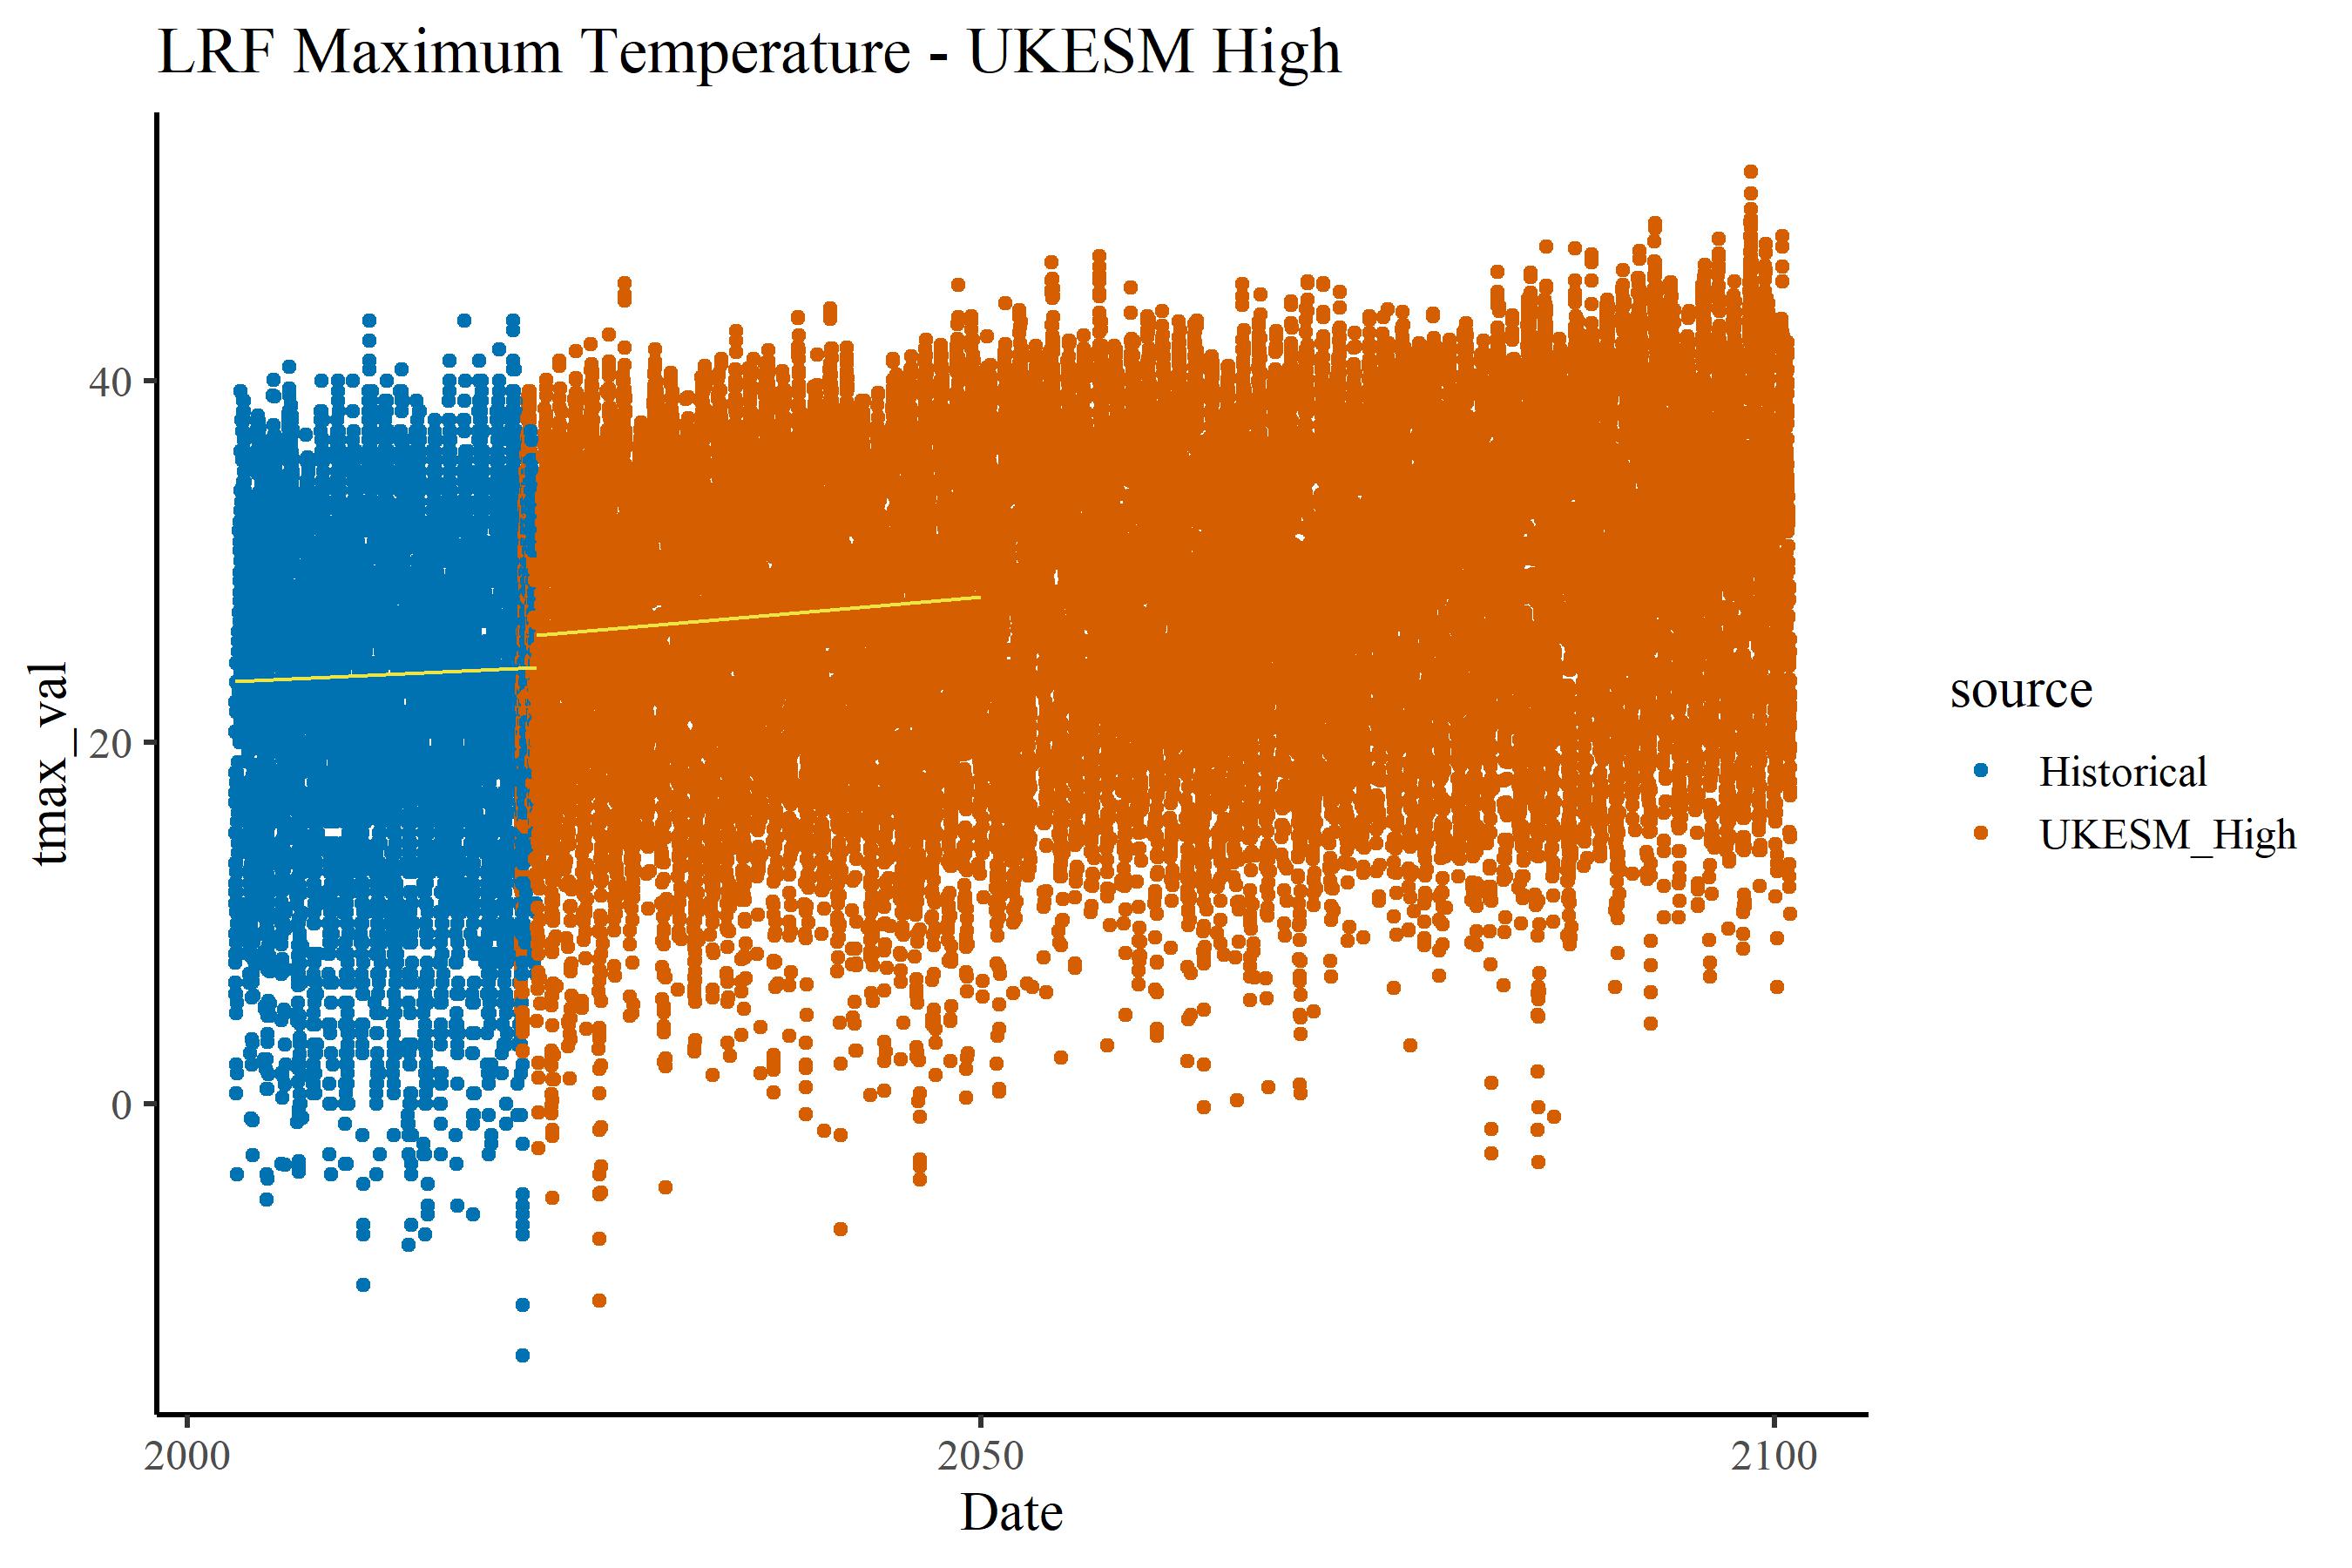 LRF Maximum Temperature - UKESM High
tmax_val
40
20
0
2000
2050
2100
Date
source
Historical
UKESM_High